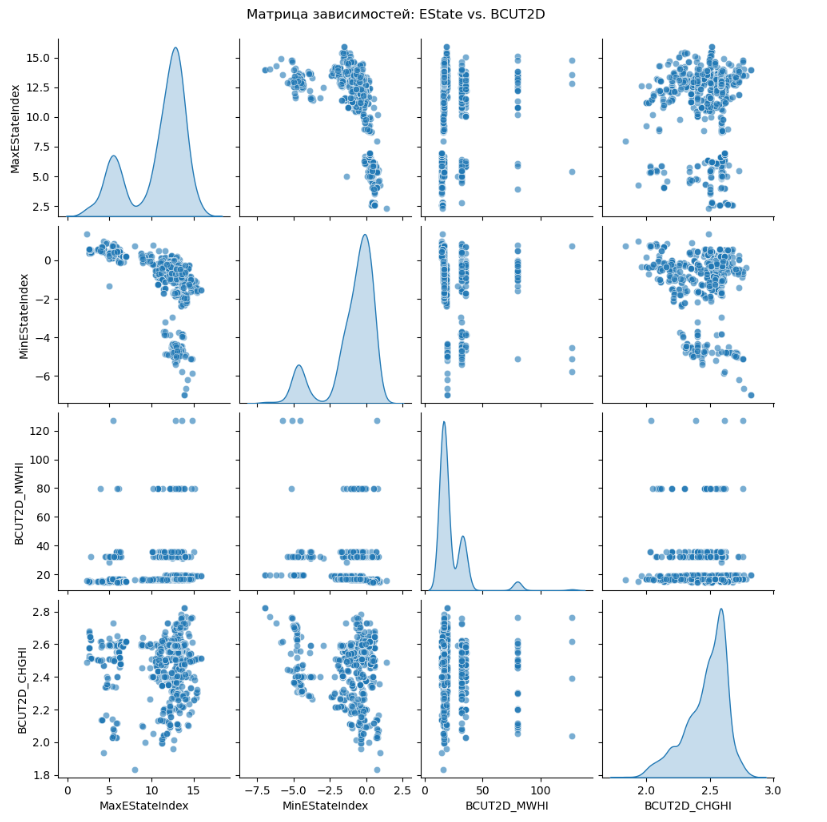 Матрица зависимостей: EState vs. BCUT2D
MaxEStateIndex
15.0
12.5
10.0
7.5
5.0
2.5
MinEStateIndex
0
−2
−4
−6
BCUT2D_MWHI
120
100
80
60
40
20
BCUT2D_CHGHI
2.8
2.6
2.4
2.2
2.0
1.8
0 5 10 15
−7.5 −5.0 −2.5 0.0 2.5
0 50 100
2.0 2.5 3.0
MaxEStateIndex
MinEStateIndex
BCUT2D_MWHI
BCUT2D_CHGHI